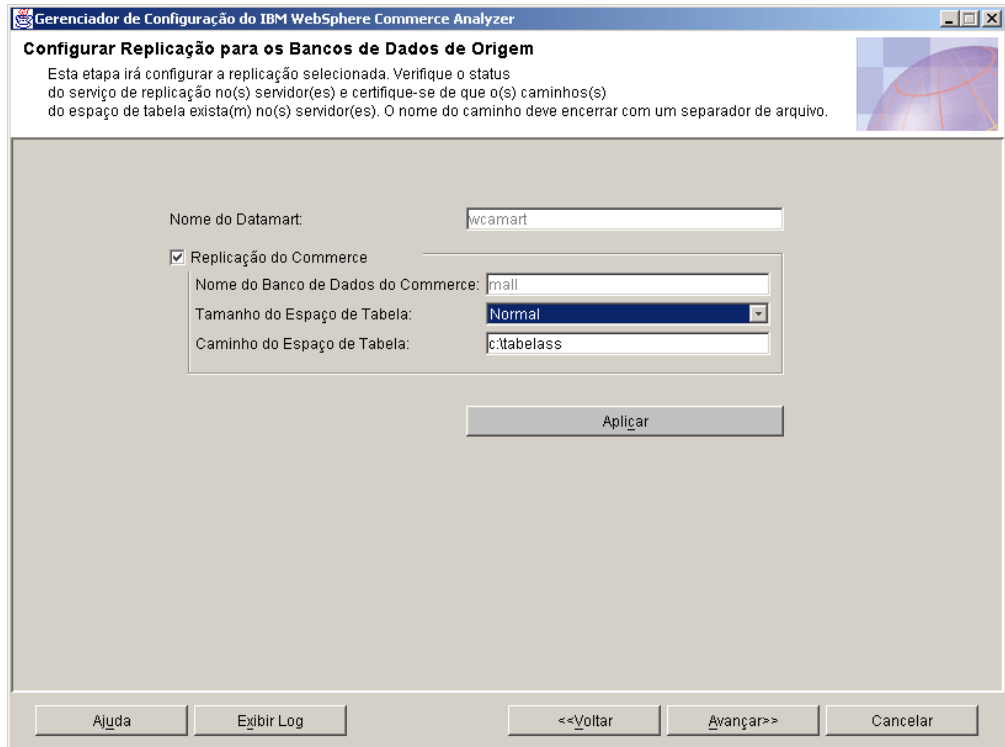 Gerenciador de Configuração do IBM WebSphere Commerce Analyzer
Configurar Replicação para os Bancos de Dados de Origem
Esta etapa irá configurar a replicação selecionada. Verifique o status
do serviço de replicação no(s) servidor(es) e certifique-se de que o(s) caminhos(s)
do espaço de tabela exista(m) no(s) servidor(es). O nome do caminho deve encerrar com um separador de arquivo.
Nome do Datamart: wcamart
Replicação do Commerce
Nome do Banco de Dados do Commerce: mall
Tamanho do Espaço de Tabela: Normal
Caminho do Espaço de Tabela: c:\tabelass
Aplicar
Ajuda Exibir Log <<Voltar Avançar>> Cancelar